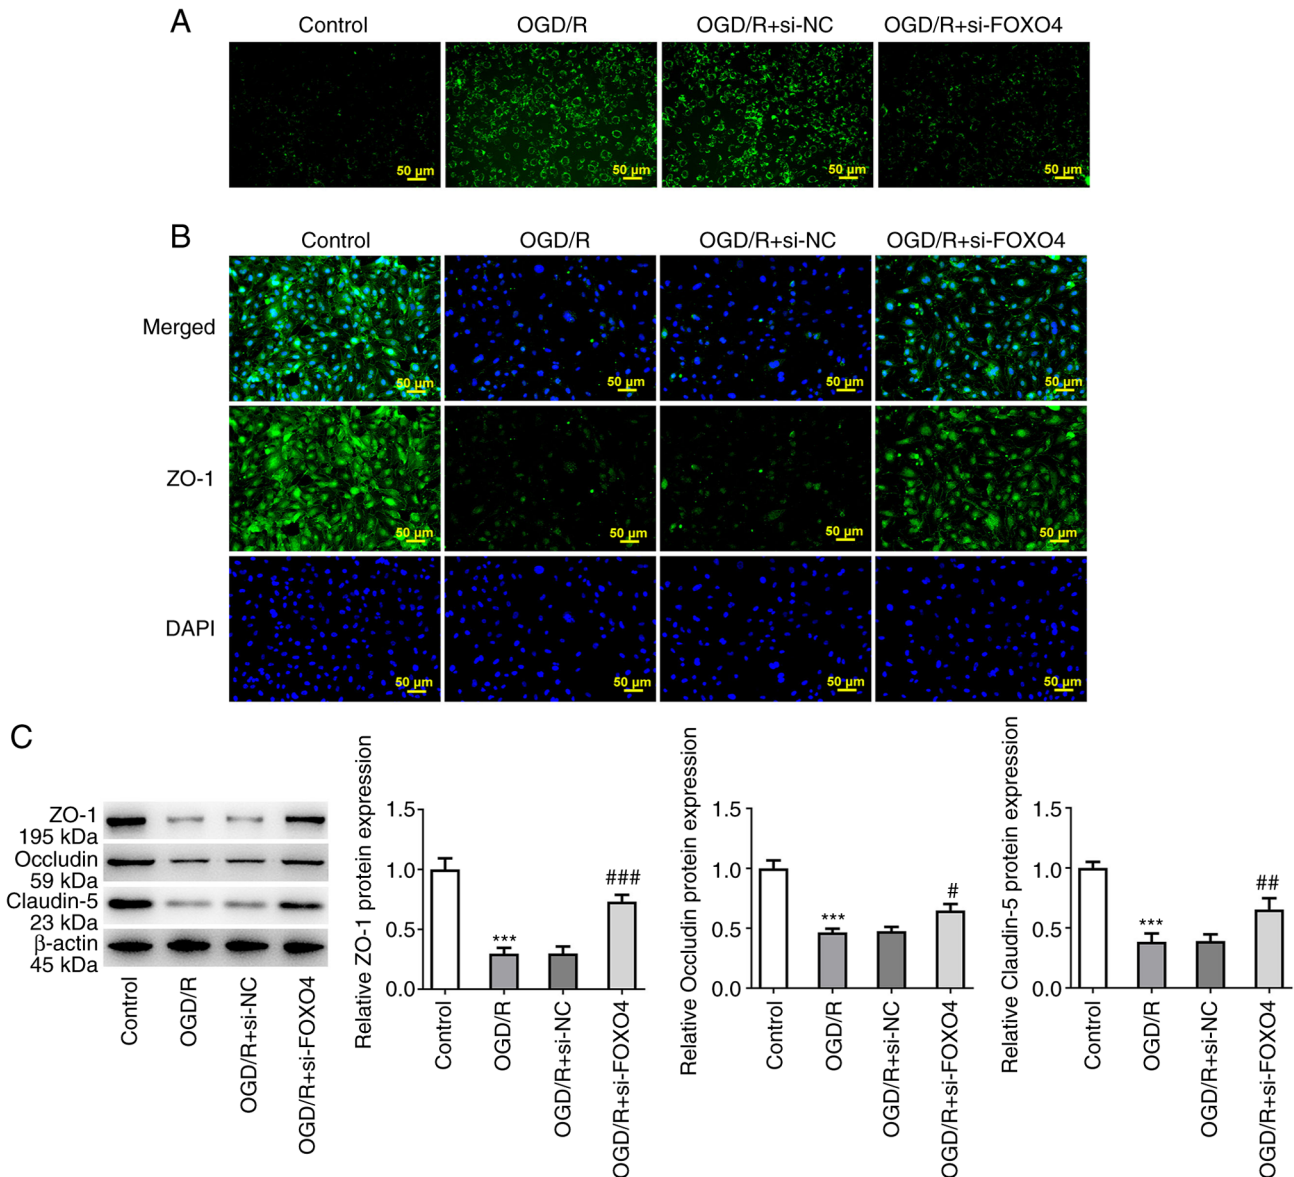 A
Control OGD/R OGD/R+si-NC OGD/R+si-FOXO4
50 µm 50 µm 50 µm 50 µm
B
Control OGD/R OGD/R+si-NC OGD/R+si-FOXO4
Merged
50 µm 50 µm 50 µm 50 µm
ZO-1
50 µm 50 µm 50 µm 50 µm
DAPI
50 µm 50 µm 50 µm 50 µm
C
ZO-1
195 kDa
Occludin
59 kDa
Claudin-5
23 kDa
β-actin
45 kDa
Control
OGD/R
OGD/R+si-NC
OGD/R+si-FOXO4
Relative ZO-1 protein expression
1.5
1.0
0.5
0.0
***
###
Control
OGD/R
OGD/R+si-NC
OGD/R+si-FOXO4
Relative Occludin protein expression
1.5
1.0
0.5
0.0
***
#
Control
OGD/R
OGD/R+si-NC
OGD/R+si-FOXO4
Relative Claudin-5 protein expression
1.5
1.0
0.5
0.0
***
##
Control
OGD/R
OGD/R+si-NC
OGD/R+si-FOXO4